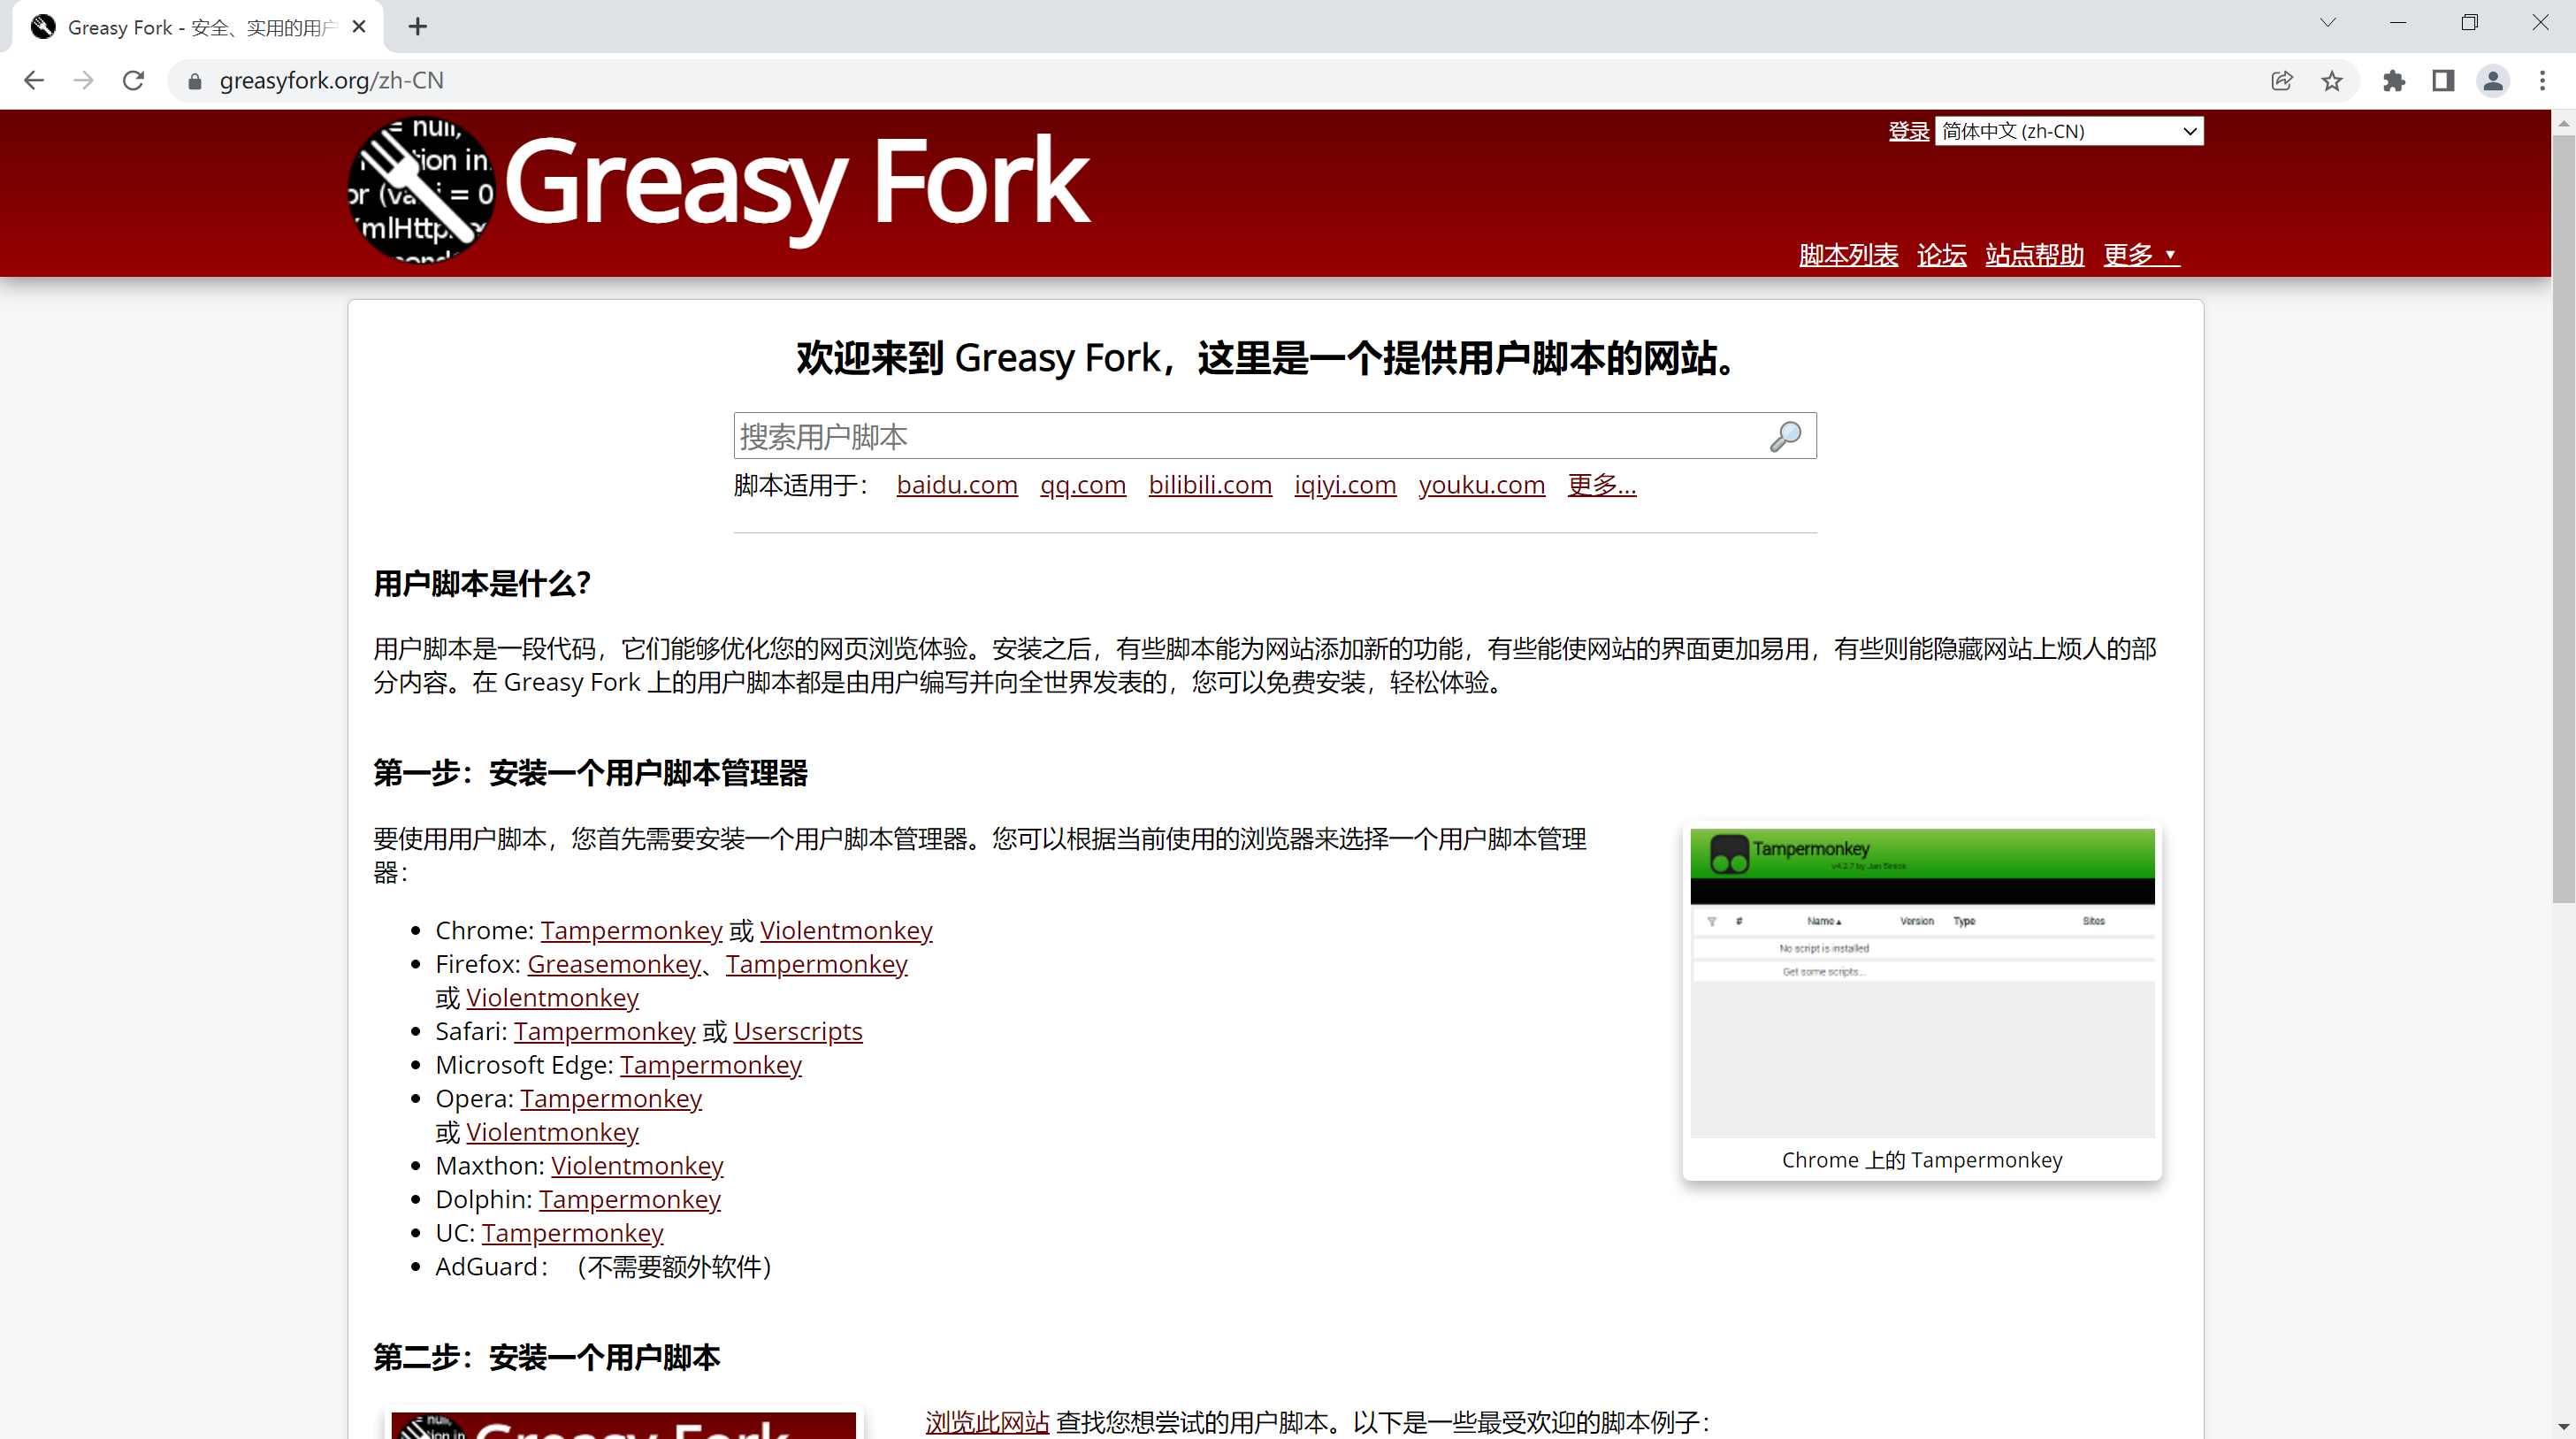 Greasy Fork - 安全、实用的用户
greasyfork.org/zh-CN
= null,
tion in
or (va i = 0
mlHttp
Greasy Fork
登录 简体中文 (zh-CN)
脚本列表 论坛 站点帮助 更多 ▼
欢迎来到 Greasy Fork，这里是一个提供用户脚本的网站。
搜索用户脚本
脚本适用于： baidu.com qq.com bilibili.com iqiyi.com youku.com 更多…
用户脚本是什么？
用户脚本是一段代码，它们能够优化您的网页浏览体验。安装之后，有些脚本能为网站添加新的功能，有些能使网站的界面更加易用，有些则能隐藏网站上烦人的部
分内容。在 Greasy Fork 上的用户脚本都是由用户编写并向全世界发表的，您可以免费安装，轻松体验。
第一步：安装一个用户脚本管理器
要使用用户脚本，您首先需要安装一个用户脚本管理器。您可以根据当前使用的浏览器来选择一个用户脚本管理
器：
Chrome: Tampermonkey 或 Violentmonkey
Firefox: Greasemonkey、Tampermonkey
或 Violentmonkey
Safari: Tampermonkey 或 Userscripts
Microsoft Edge: Tampermonkey
Opera: Tampermonkey
或 Violentmonkey
Maxthon: Violentmonkey
Dolphin: Tampermonkey
UC: Tampermonkey
AdGuard：（不需要额外软件）
Tampermonkey
v4.2.7 by Jan Biniok
# Name Version Type Sites
No script is installed
Get some scripts...
Chrome 上的 Tampermonkey
第二步：安装一个用户脚本
Greasy Fork
浏览此网站 查找您想尝试的用户脚本。以下是一些最受欢迎的脚本例子：